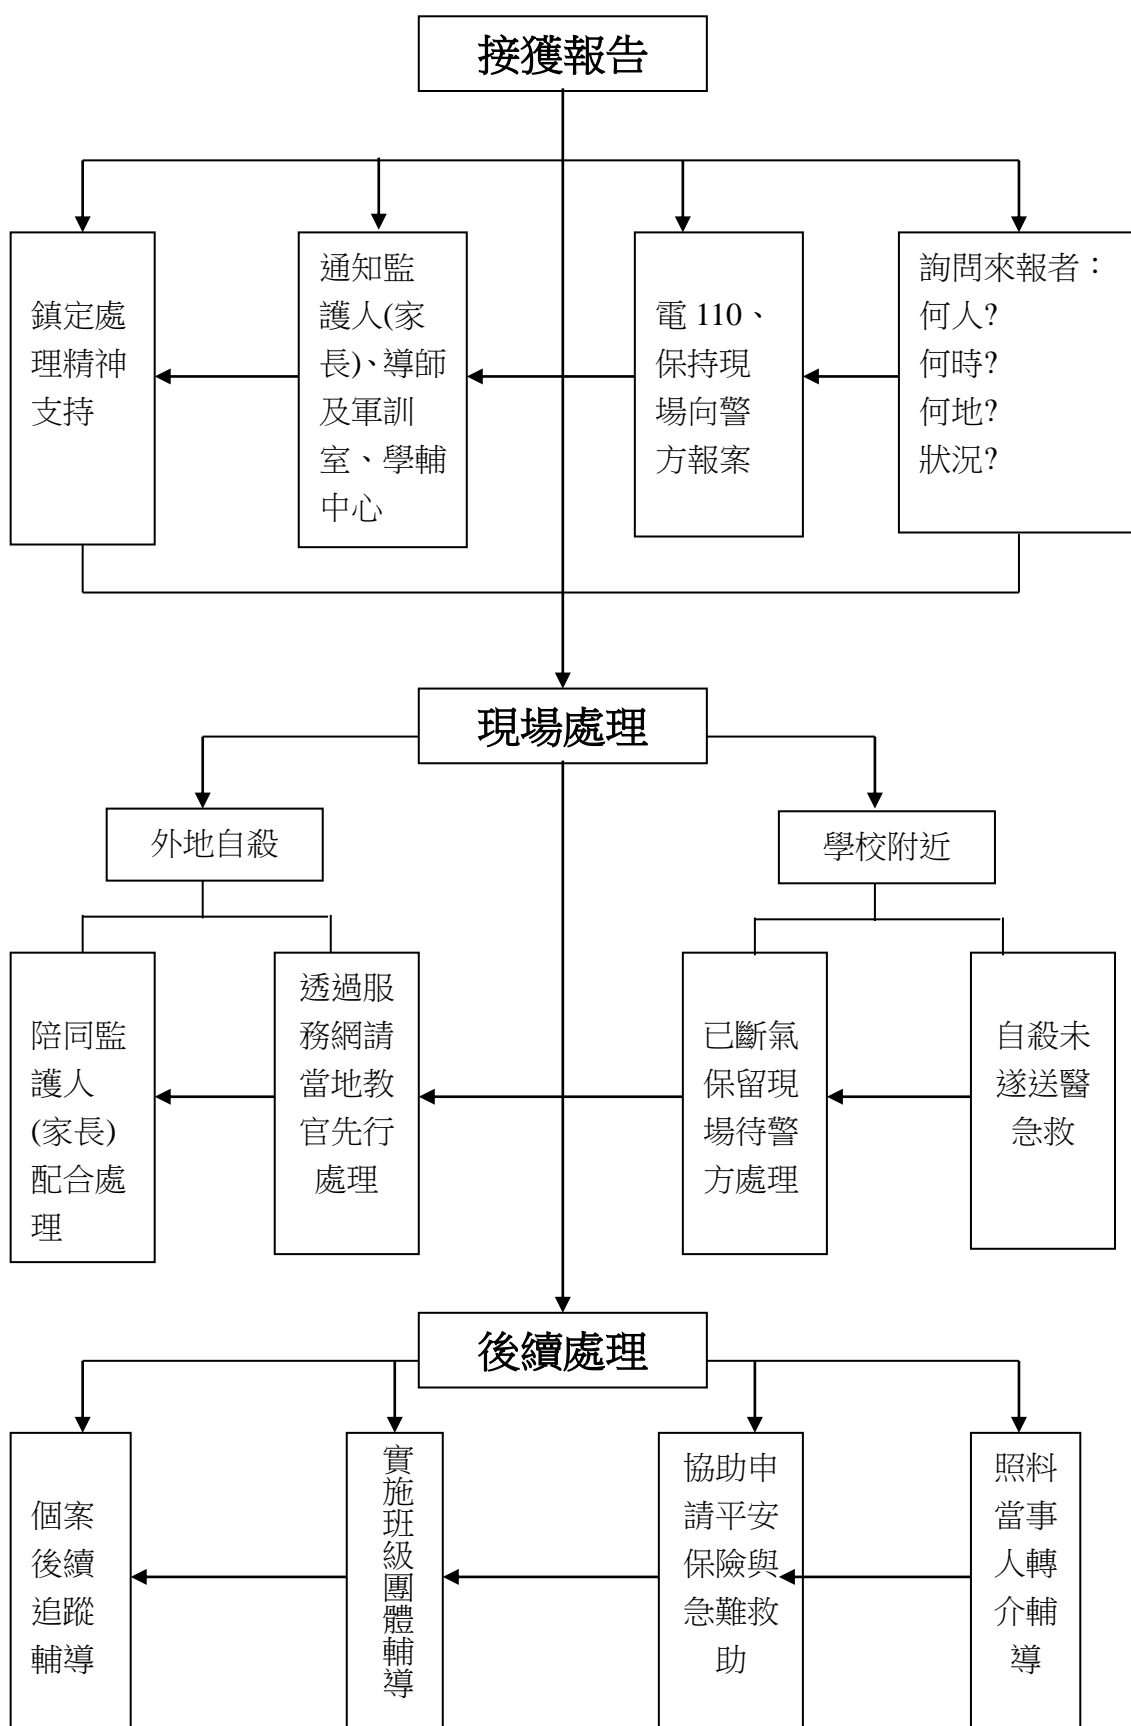 接獲報告
鎮定處
理精神
支持
通知監
護人(家
長)、導師
及軍訓
室、學輔
中心
電 110、
保持現
場向警
方報案
詢問來報者：
何人?
何時?
何地?
狀況?
現場處理
外地自殺
學校附近
陪同監
護人
(家長)
配合處
理
透過服
務網請
當地教
官先行
處理
已斷氣
保留現
場待警
方處理
自殺未
遂送醫
急救
後續處理
個案
後續
追蹤
輔導
實施班級團體輔導
協助申
請平安
保險與
急難救
助
照料
當事
人轉
介輔
導